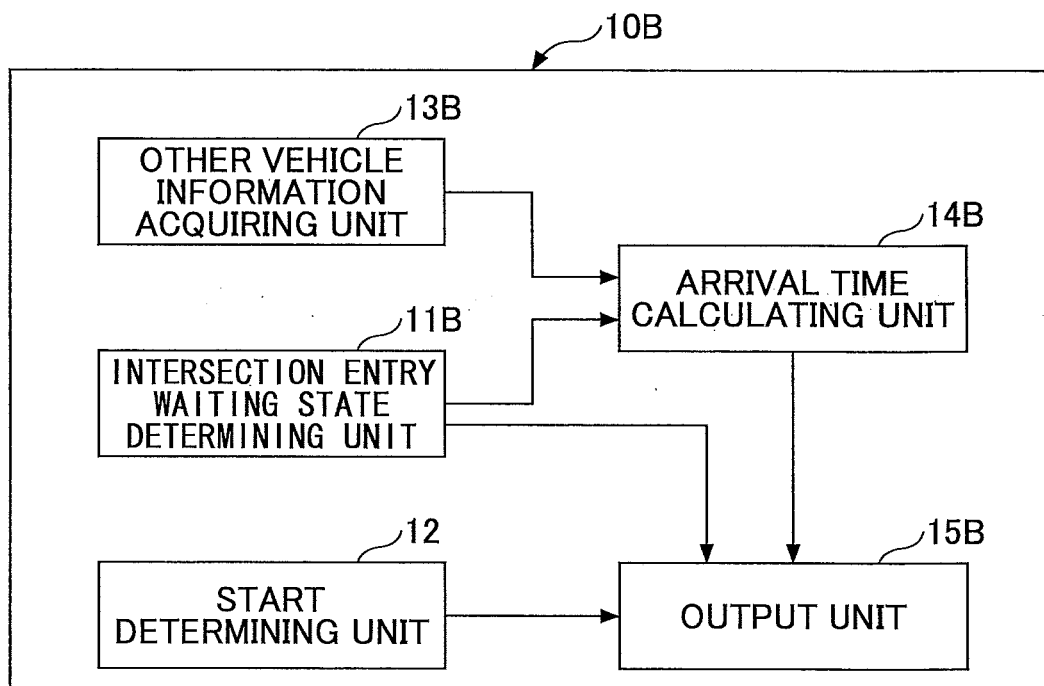 10B
13B
OTHER VEHICLE
INFORMATION
ACQUIRING UNIT
14B
ARRIVAL TIME
CALCULATING UNIT
11B
INTERSECTION ENTRY
WAITING STATE
DETERMINING UNIT
12
START
DETERMINING UNIT
15B
OUTPUT UNIT